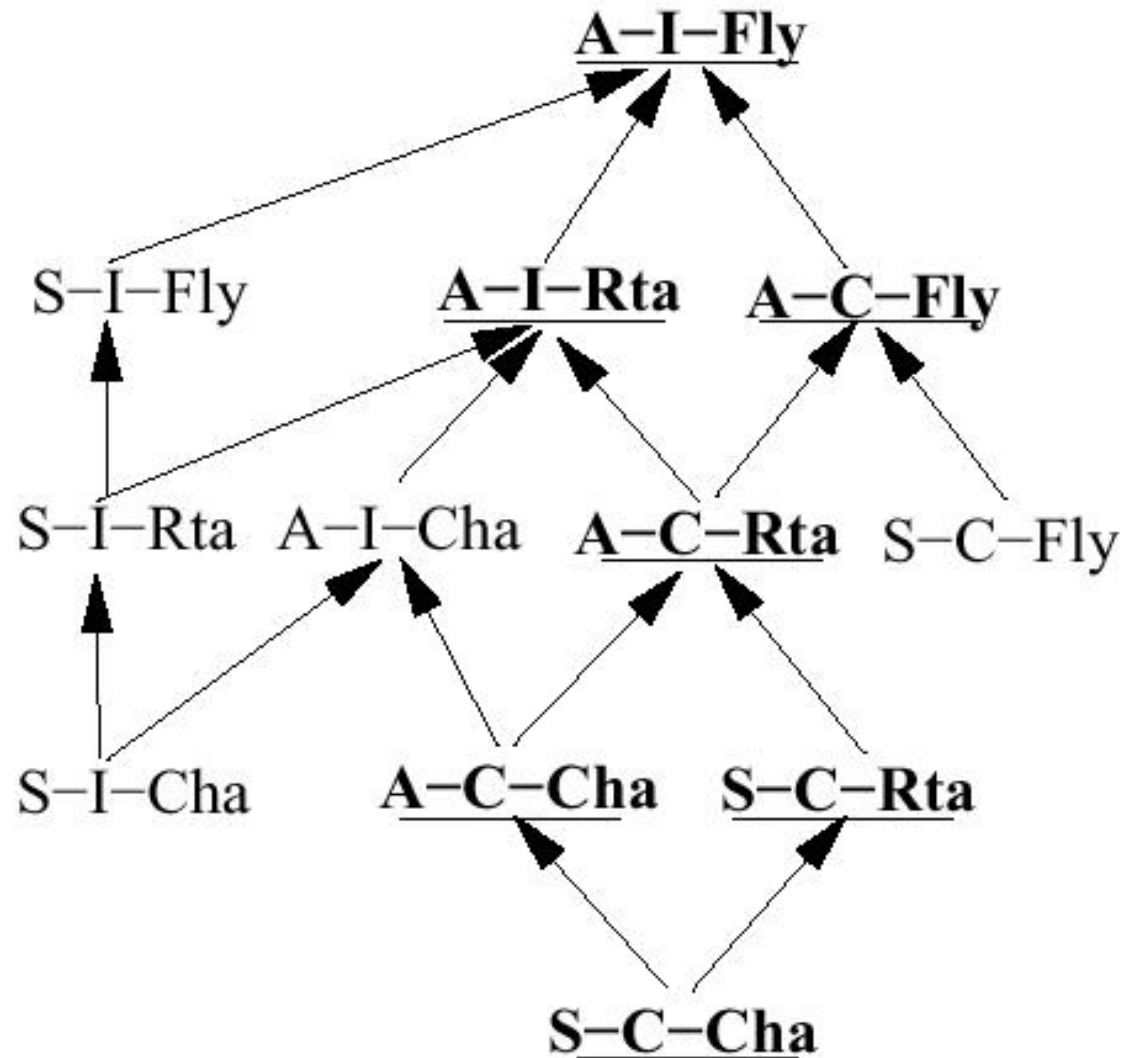 A–I–Fly
S–I–Fly A–I–Rta A–C–Fly
S–I–Rta A–I–Cha A–C–Rta S–C–Fly
S–I–Cha A–C–Cha S–C–Rta
S–C–Cha